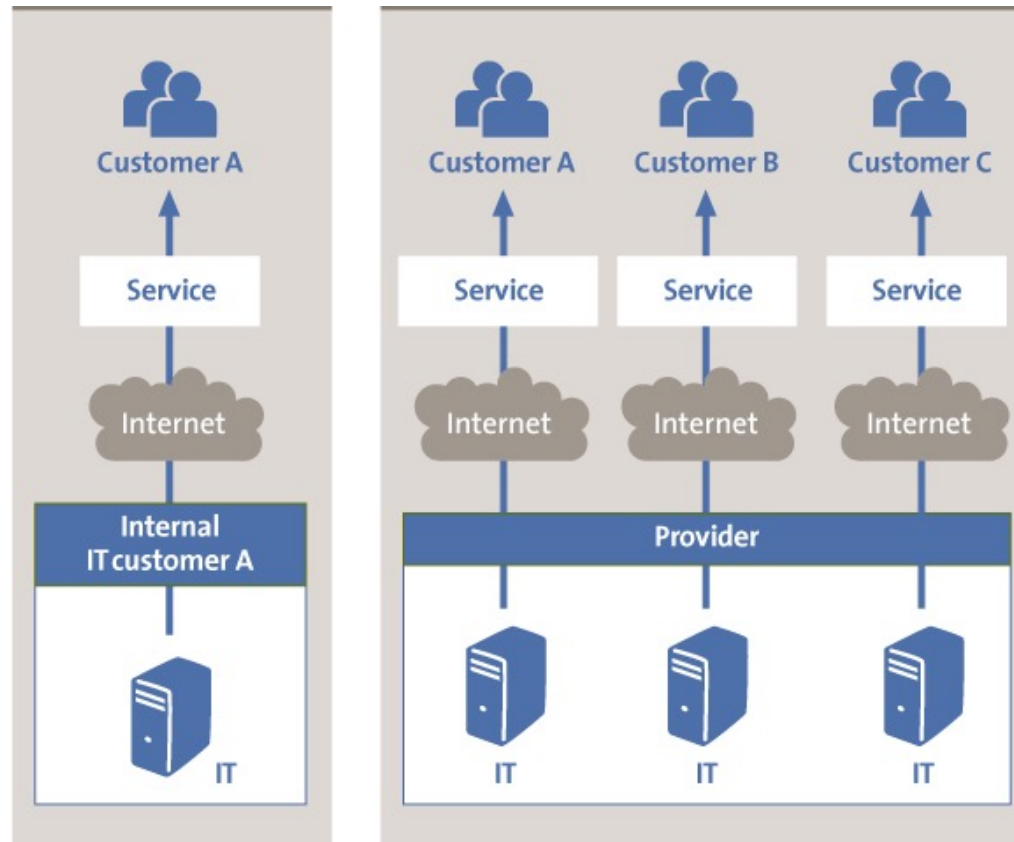 Customer A
Service
Internet
Internal
IT customer A
IT
Customer A
Customer B
Customer C
Service
Service
Service
Internet
Internet
Internet
Provider
IT
IT
IT